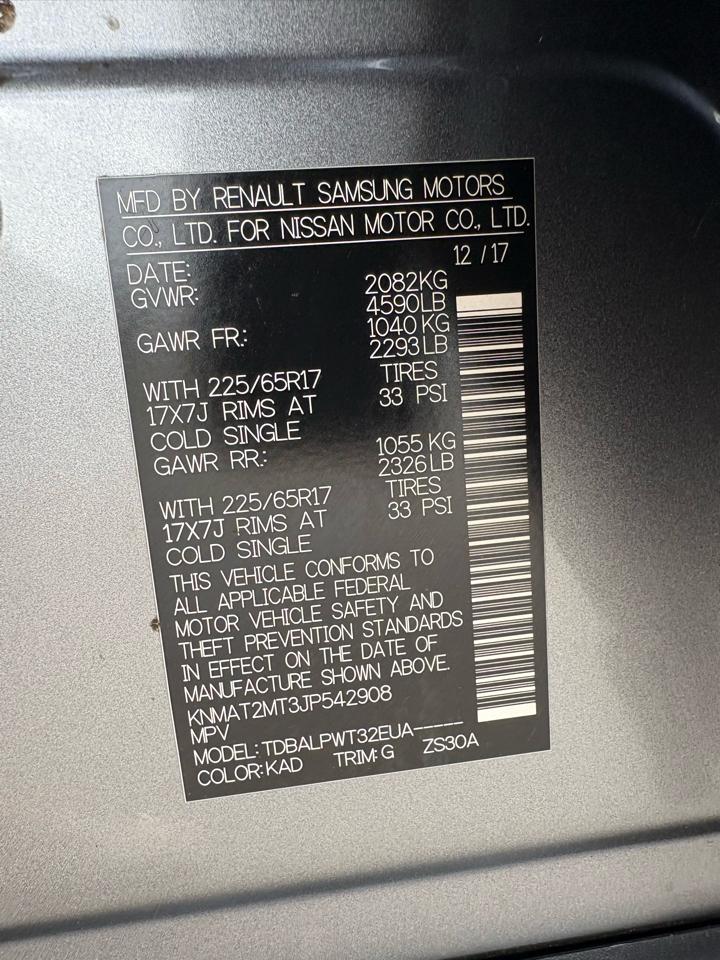 MFD BY RENAULT SAMSUNG MOTORS
CO., LTD. FOR NISSAN MOTOR CO., LTD.
DATE: 12 / 17
GVWR: 2082KG
4590LB
GAWR FR.: 1040 KG
2293 LB
WITH 225/65R17 TIRES
17X7J RIMS AT 33 PSI
COLD SINGLE
GAWR RR.: 1055 KG
2326 LB
WITH 225/65R17 TIRES
17X7J RIMS AT 33 PSI
COLD SINGLE
THIS VEHICLE CONFORMS TO
ALL APPLICABLE FEDERAL
MOTOR VEHICLE SAFETY AND
THEFT PREVENTION STANDARDS
IN EFFECT ON THE DATE OF
MANUFACTURE SHOWN ABOVE.
KNMAT2MT3JP542908
MPV
MODEL: TDBALPWT32EUA-----
COLOR: KAD TRIM: G ZS30A